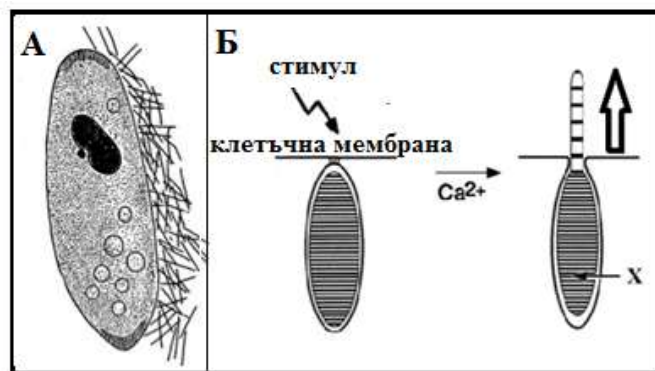 А
Б
стимул
клетъчна мембрана
Ca2+
X